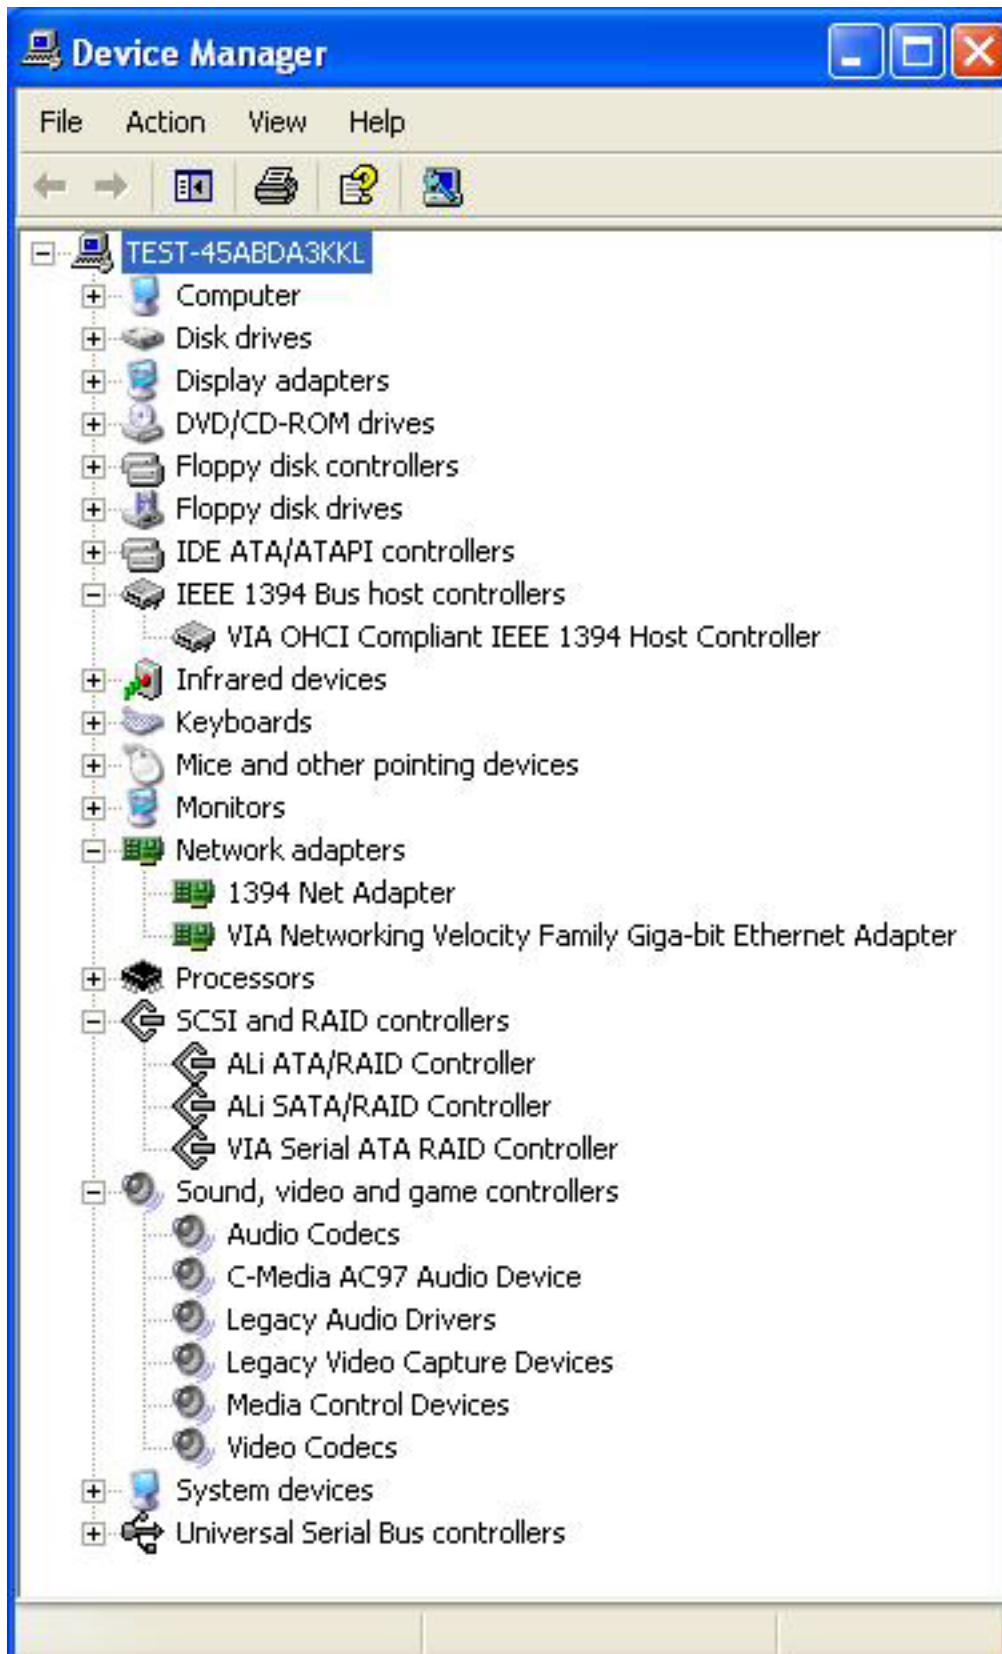 Device Manager
File Action View Help
TEST-45ABDA3KKL
Computer
Disk drives
Display adapters
DVD/CD-ROM drives
Floppy disk controllers
Floppy disk drives
IDE ATA/ATAPI controllers
IEEE 1394 Bus host controllers
VIA OHCI Compliant IEEE 1394 Host Controller
Infrared devices
Keyboards
Mice and other pointing devices
Monitors
Network adapters
1394 Net Adapter
VIA Networking Velocity Family Giga-bit Ethernet Adapter
Processors
SCSI and RAID controllers
ALi ATA/RAID Controller
ALi SATA/RAID Controller
VIA Serial ATA RAID Controller
Sound, video and game controllers
Audio Codecs
C-Media AC97 Audio Device
Legacy Audio Drivers
Legacy Video Capture Devices
Media Control Devices
Video Codecs
System devices
Universal Serial Bus controllers